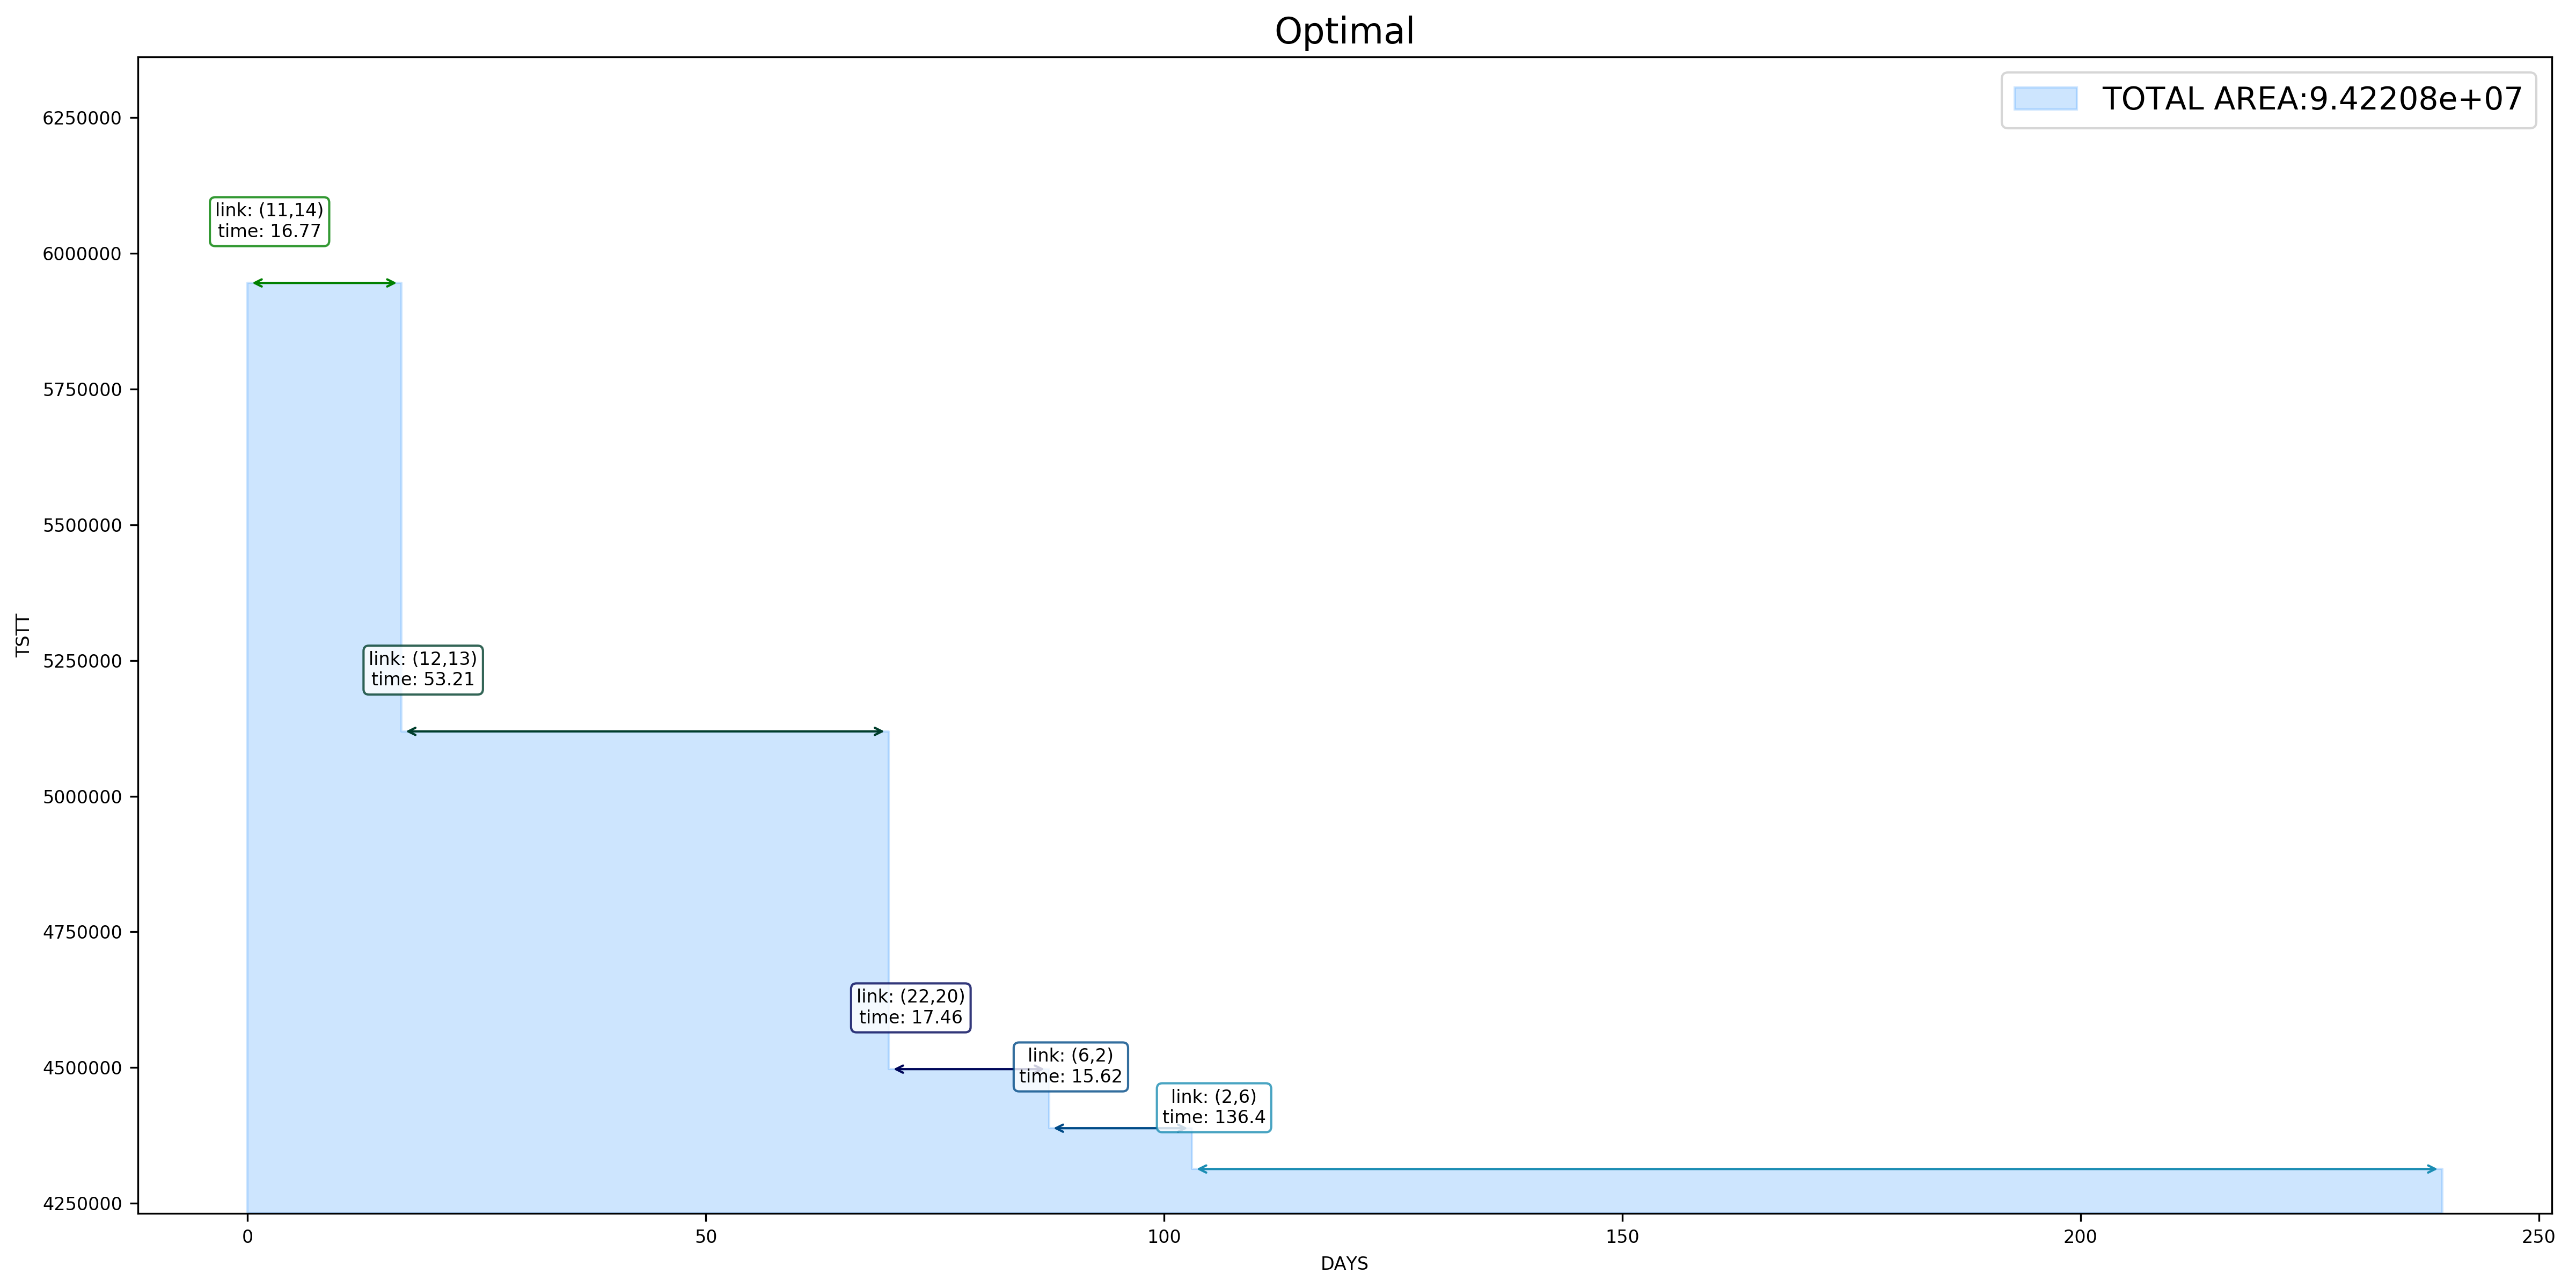 Optimal
TOTAL AREA:9.42208e+07
6250000
6000000
5750000
5500000
5250000
5000000
4750000
4500000
4250000
TSTT
link: (11,14)
time: 16.77
link: (12,13)
time: 53.21
link: (22,20)
time: 17.46
link: (6,2)
time: 15.62
link: (2,6)
time: 136.4
0 50 100 150 200 250
DAYS